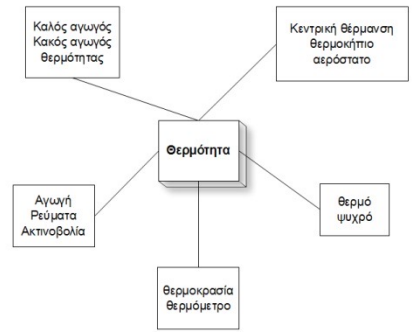 Καλός αγωγός
Κακός αγωγός
θερμότητας
Κεντρική θέρμανση
θερμοκήπιο
αερόστατο
Θερμότητα
Αγωγή
Ρεύματα
Ακτινοβολία
θερμό
ψυχρό
θερμοκρασία
θερμόμετρο